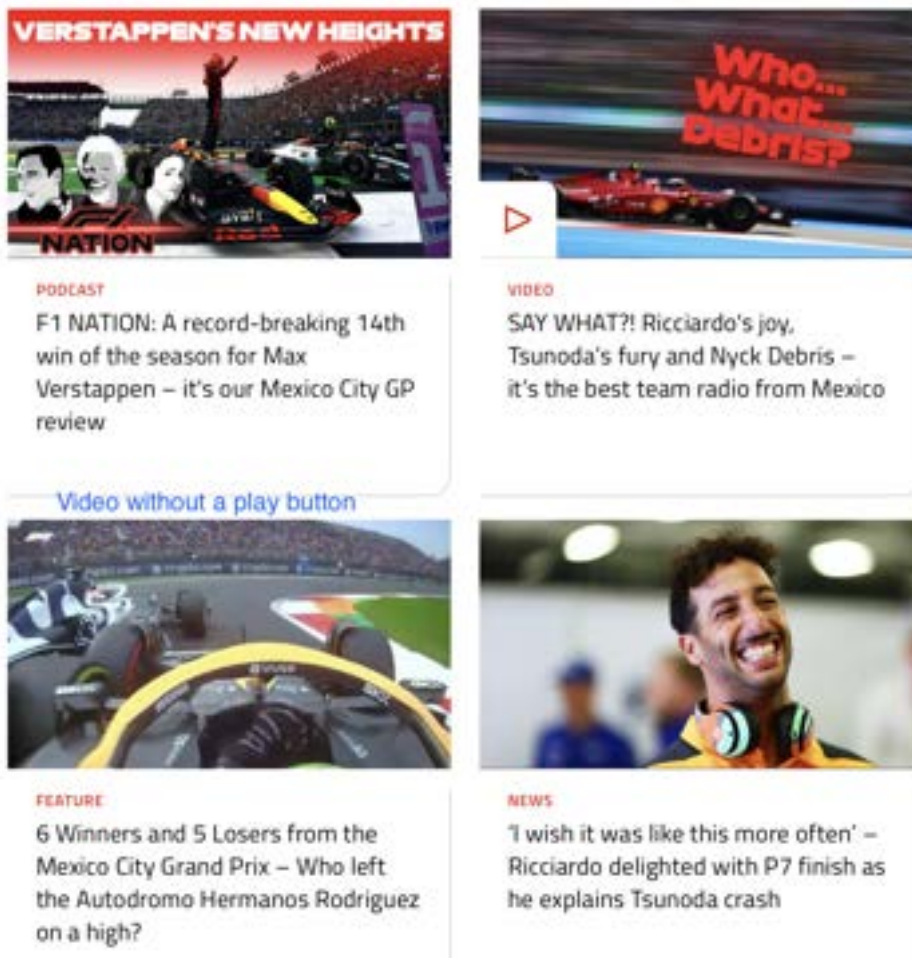 VERSTAPPEN'S NEW HEIGHTS
F1
NATION
PODCAST
F1 NATION: A record-breaking 14th
win of the season for Max
Verstappen – it's our Mexico City GP
review
Who...
What...
Debris?
VIDEO
SAY WHAT?! Ricciardo's joy,
Tsunoda's fury and Nyck Debris –
it's the best team radio from Mexico
Video without a play button
FEATURE
6 Winners and 5 Losers from the
Mexico City Grand Prix – Who left
the Autodromo Hermanos Rodriguez
on a high?
NEWS
'I wish it was like this more often' –
Ricciardo delighted with P7 finish as
he explains Tsunoda crash